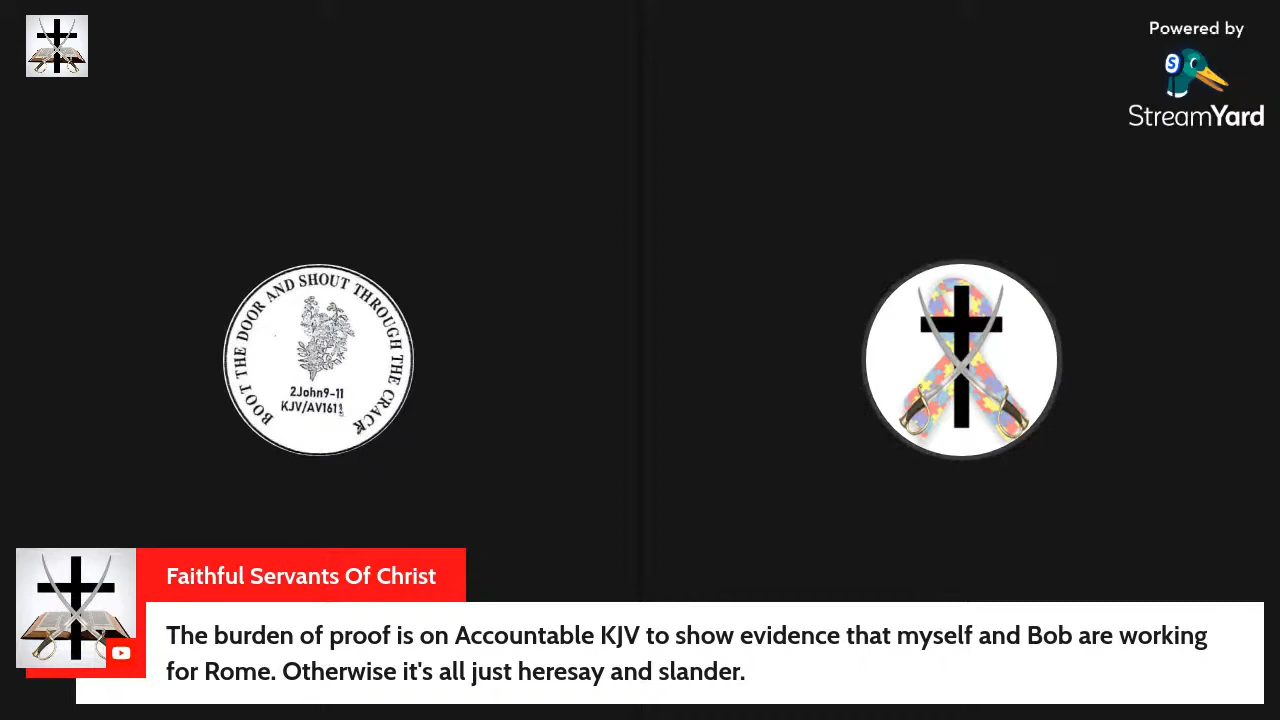 Powered by
S
StreamYard
BOOT THE DOOR AND SHOUT THROUGH THE CRACK
2John9-11
KJV/AV1611
Faithful Servants Of Christ
The burden of proof is on Accountable KJV to show evidence that myself and Bob are working
for Rome. Otherwise it's all just heresay and slander.